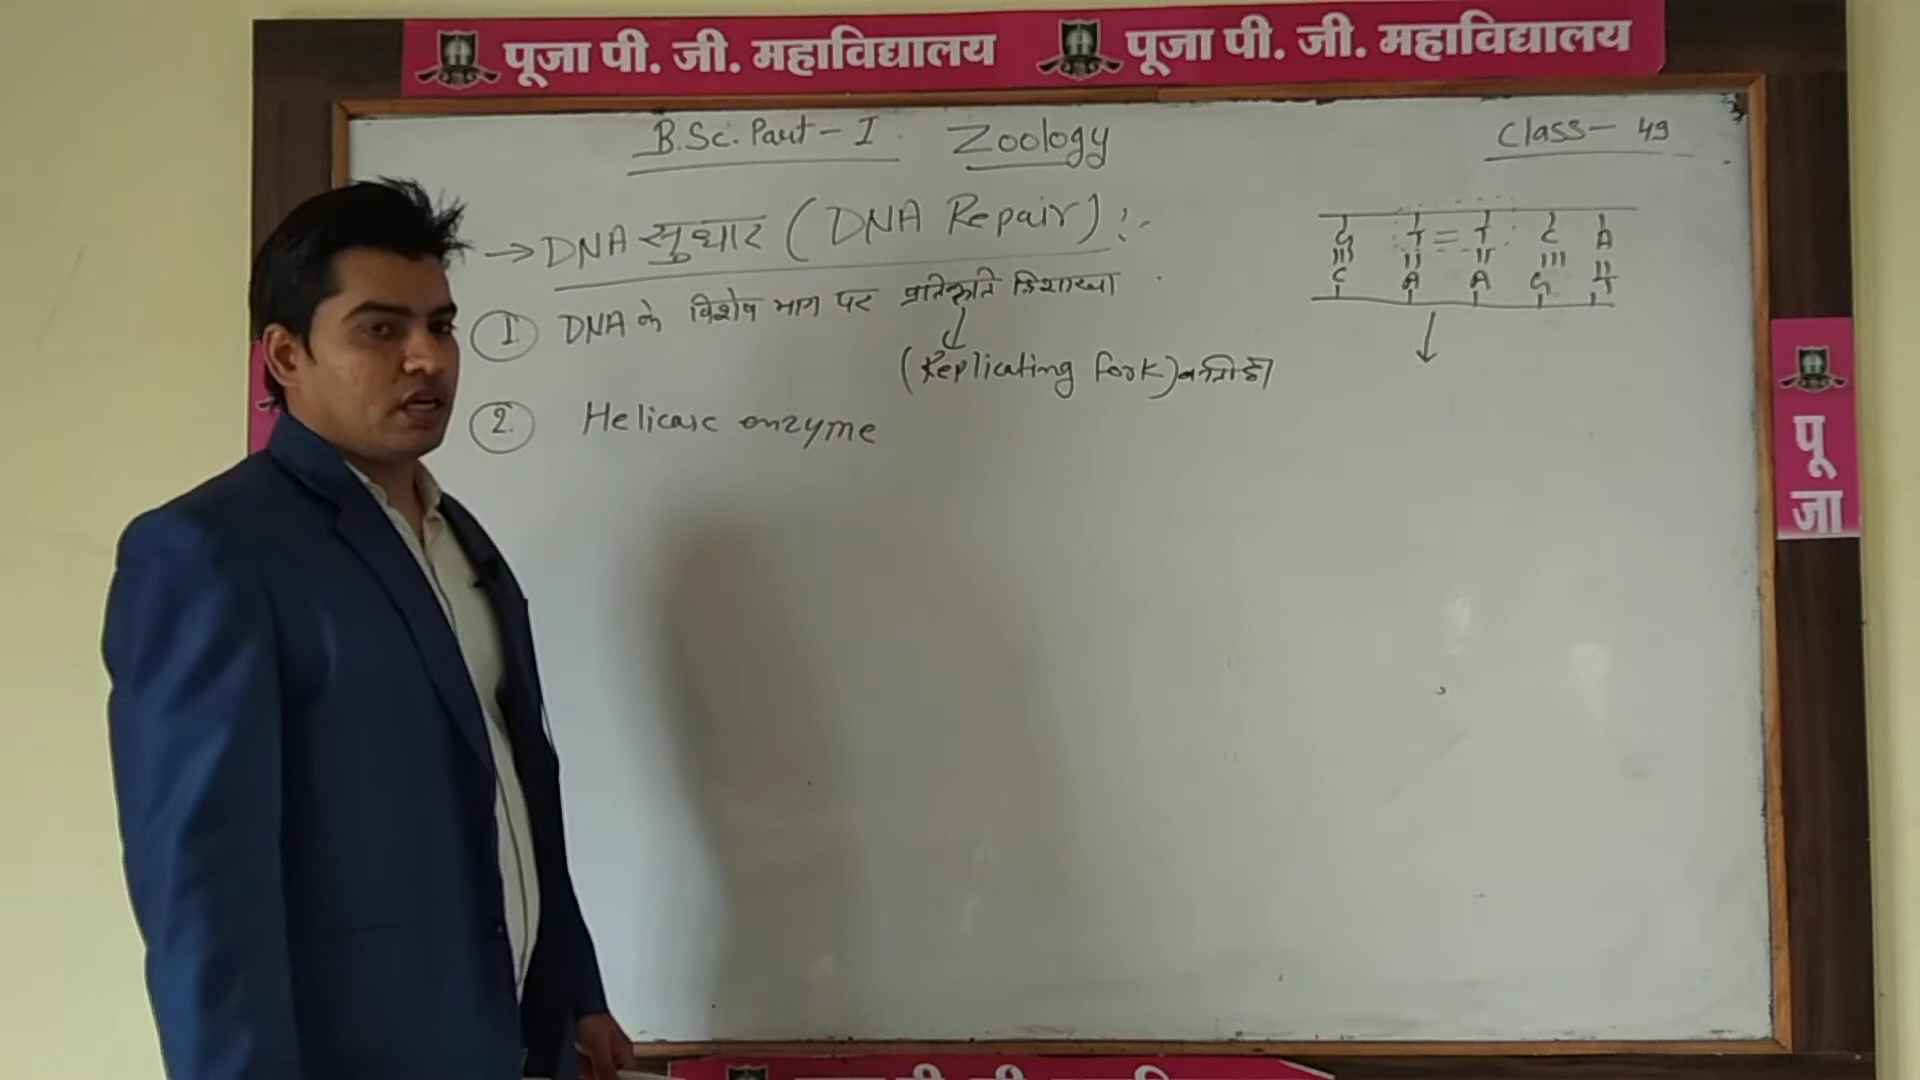 पूजा पी. जी. महाविद्यालय पूजा पी. जी. महाविद्यालय
B.Sc. Part - I Zoology Class - 49
→ DNA सुधार (DNA Repair) :-
1. DNA के विशेष भाग पर प्रतिकृति द्विशाखा
(Replicating fork) बनती है।
2. Helicase enzyme
G T = T C A
C A A G T
पू
जा